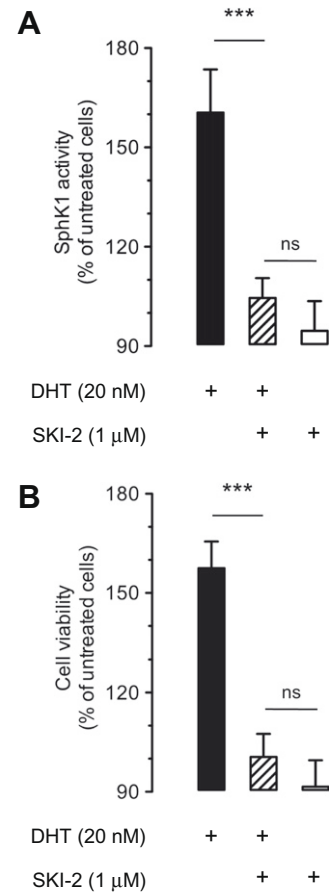 A
***
180
150
120
90
SphK1 activity
(% of untreated cells)
ns
DHT (20 nM) + +
SKI-2 (1 μM) + +
B
***
180
150
120
90
Cell viability
(% of untreated cells)
ns
DHT (20 nM) + +
SKI-2 (1 μM) + +